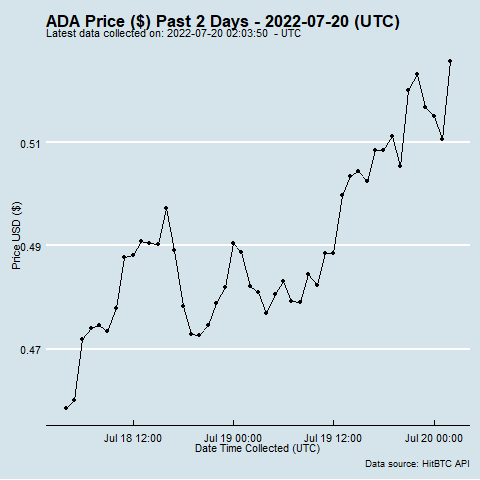 ADA Price ($) Past 2 Days - 2022-07-20 (UTC)
Latest data collected on: 2022-07-20 02:03:50  - UTC
0.51
0.49
0.47
Price USD ($)
Jul 18 12:00 Jul 19 00:00 Jul 19 12:00 Jul 20 00:00
Date Time Collected (UTC)
Data source: HitBTC API